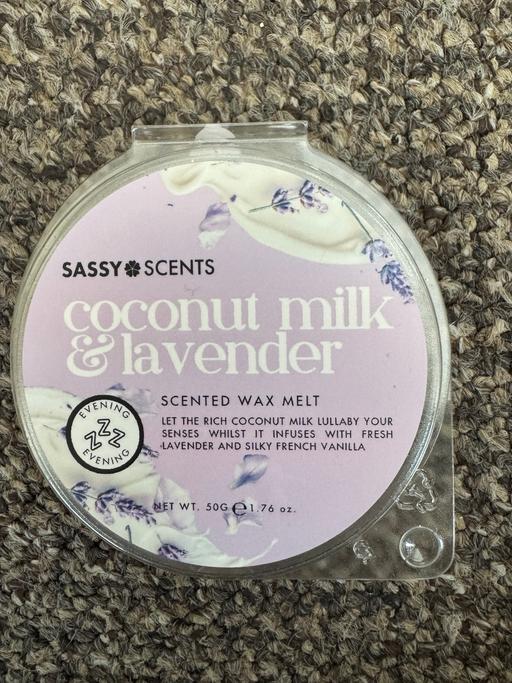 SASSY SCENTS
coconut milk
& lavender
SCENTED WAX MELT
EVENING
ZZZ
EVENING
LET THE RICH COCONUT MILK LULLABY YOUR
SENSES WHILST IT INFUSES WITH FRESH
LAVENDER AND SILKY FRENCH VANILLA
NET WT. 50G ℮ 1.76 oz.